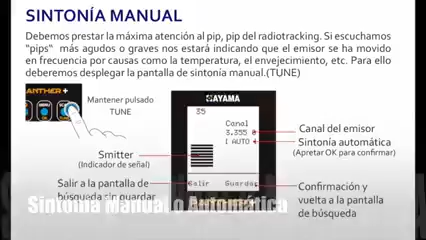 SINTONÍA MANUAL
Debemos prestar la máxima atención al pip, pip del radiotracking. Si escuchamos
"pips" más agudos o graves nos estará indicando que el emisor se ha movido
en frecuencia por causas como la temperatura, el envejecimiento, etc. Para ello
deberemos desplegar la pantalla de sintonía manual.(TUNE)
ANTHER+
Mantener pulsado
TUNE
AYAMA
35
Canal
3,355
1 AUTO
Canal del emisor
Sintonía automática
(Apretar OK para confirmar)
Smitter
(Indicador de señal)
Salir a la pantalla de
búsqueda sin guardar
Salir Guardar
Confirmación y
vuelta a la pantalla
de búsqueda
Sintonía Manual o Automática